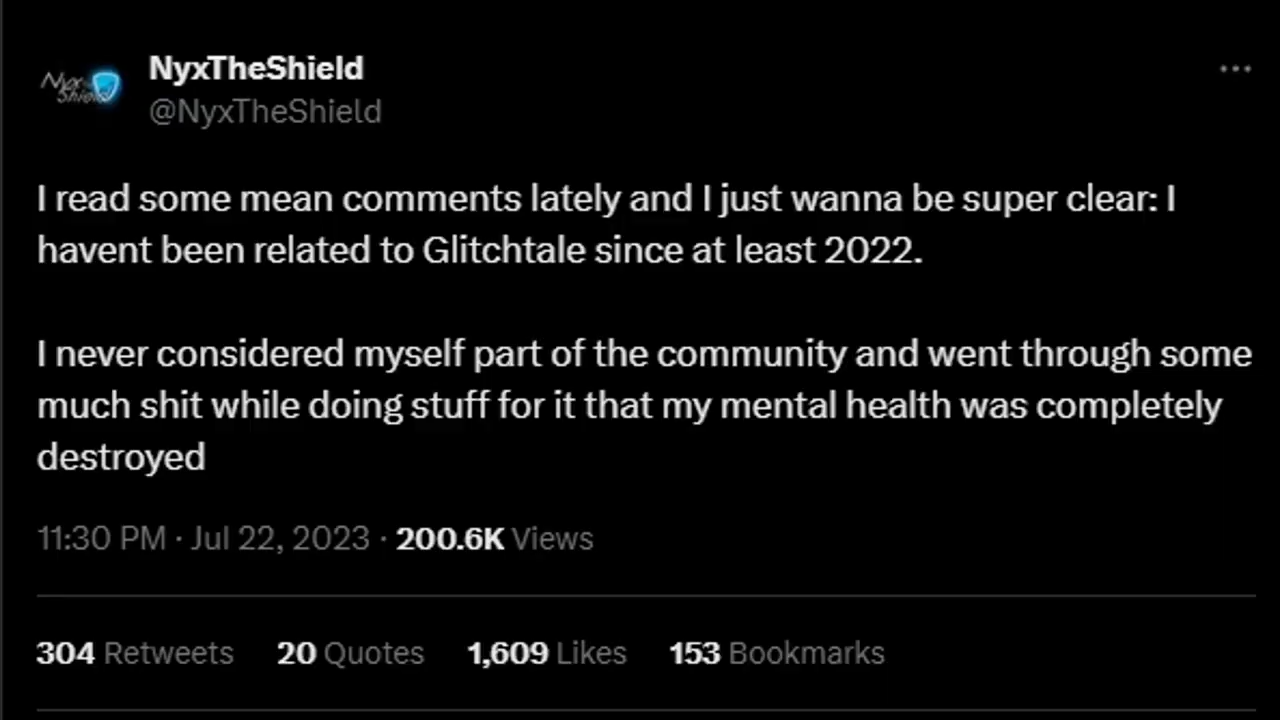 Nyx
Shield
NyxTheShield
@NyxTheShield
I read some mean comments lately and I just wanna be super clear: I
havent been related to Glitchtale since at least 2022.
I never considered myself part of the community and went through some
much shit while doing stuff for it that my mental health was completely
destroyed
11:30 PM · Jul 22, 2023 · 200.6K Views
304 Retweets 20 Quotes 1,609 Likes 153 Bookmarks